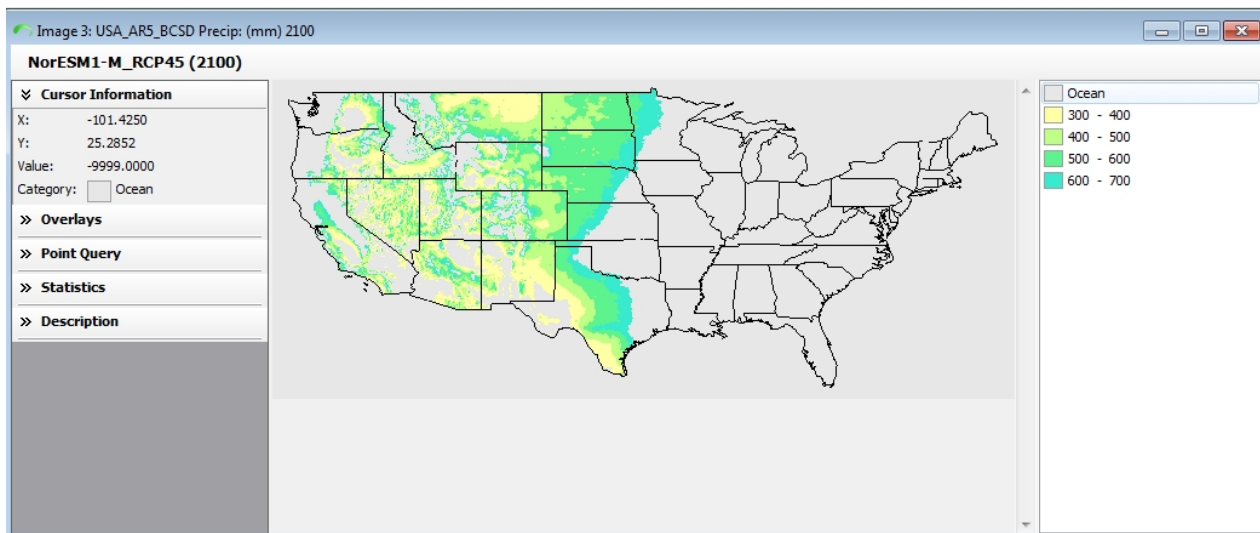 Image 3: USA_AR5_BCSD Precip: (mm) 2100
NorESM1-M_RCP45 (2100)
Cursor Information
X: -101.4250
Y: 25.2852
Value: -9999.0000
Category: Ocean
Overlays
Point Query
Statistics
Description
Ocean
300 - 400
400 - 500
500 - 600
600 - 700